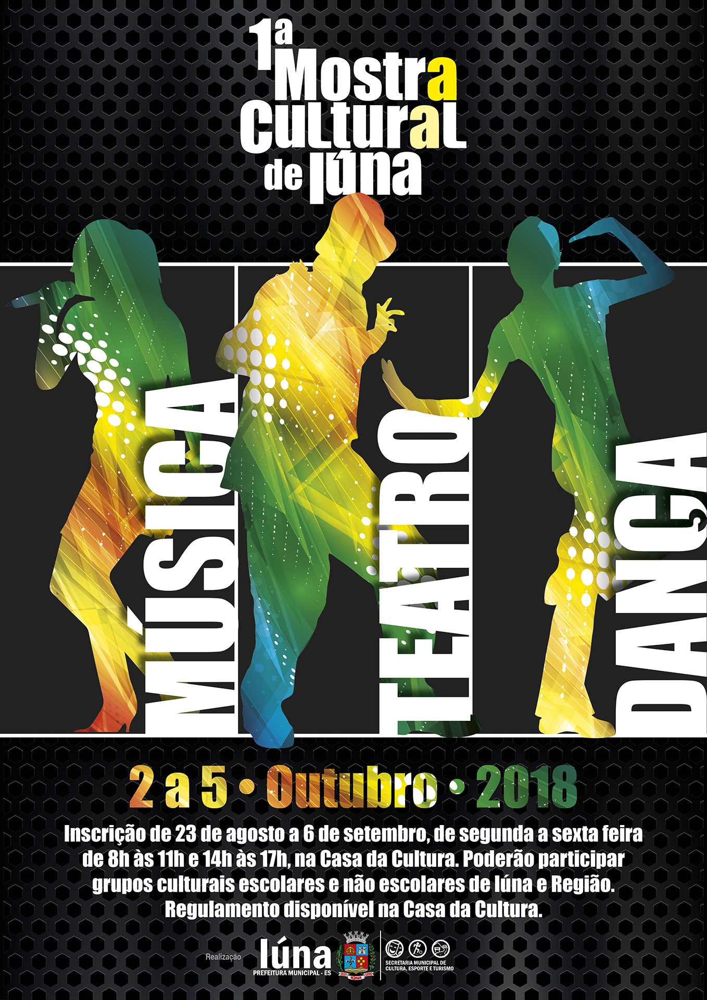 1ª
Mostra
Cultural
de Iúna
MÚSICA
TEATRO
DANÇA
2 a 5 • Outubro • 2018
Inscrição de 23 de agosto a 6 de setembro, de segunda a sexta feira
de 8h às 11h e 14h às 17h, na Casa da Cultura. Poderão participar
grupos culturais escolares e não escolares de Iúna e Região.
Regulamento disponível na Casa da Cultura.
Realização
Iúna
PREFEITURA MUNICIPAL - ES
1859 IÚNA 1890
SECRETARIA MUNICIPAL DE
CULTURA, ESPORTE E TURISMO